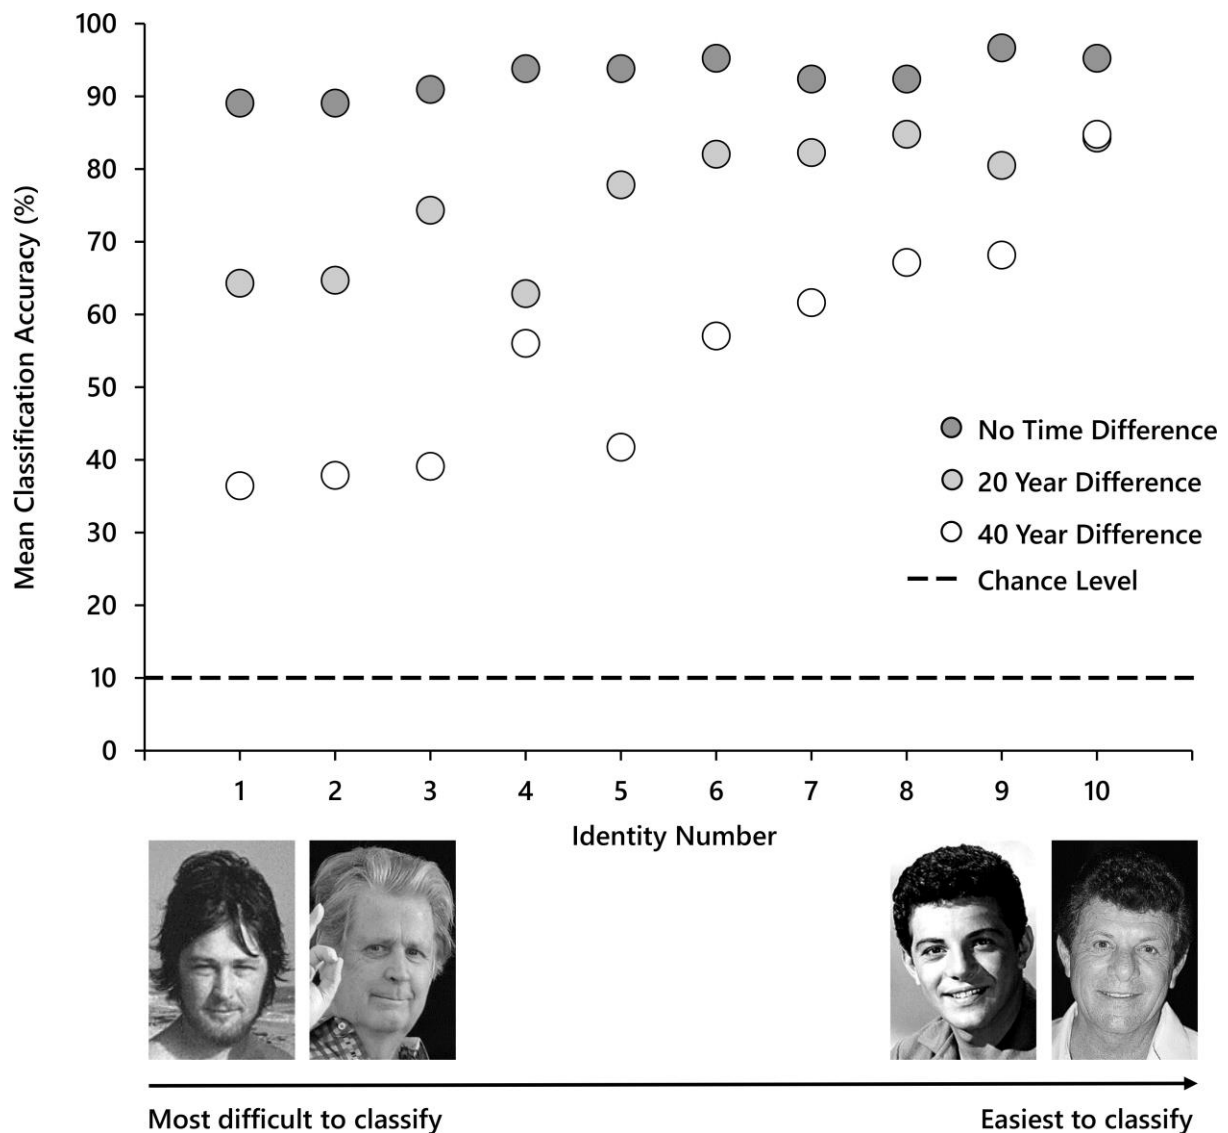 Mean Classification Accuracy (%)
100
90
80
70
60
50
40
30
20
10
0
No Time Difference
20 Year Difference
40 Year Difference
Chance Level
1 2 3 4 5 6 7 8 9 10
Identity Number
Most difficult to classify
Easiest to classify